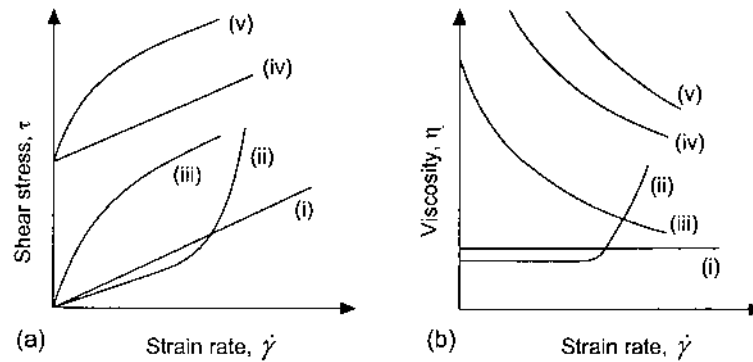 (v)
(iv)
(ii)
(iii)
(i)
Shear stress, τ
(a)
Strain rate, γ̇
(v)
(iv)
(ii)
(iii)
(i)
Viscosity, η
(b)
Strain rate, γ̇